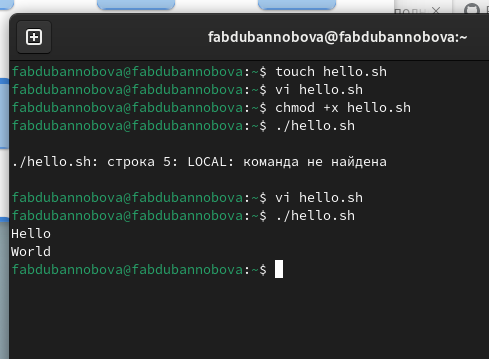 fabdubannobova@fabdubannobova:~
fabdubannobova@fabdubannobova:~$ touch hello.sh
fabdubannobova@fabdubannobova:~$ vi hello.sh
fabdubannobova@fabdubannobova:~$ chmod +x hello.sh
fabdubannobova@fabdubannobova:~$ ./hello.sh
./hello.sh: строка 5: LOCAL: команда не найдена
fabdubannobova@fabdubannobova:~$ vi hello.sh
fabdubannobova@fabdubannobova:~$ ./hello.sh
Hello
World
fabdubannobova@fabdubannobova:~$